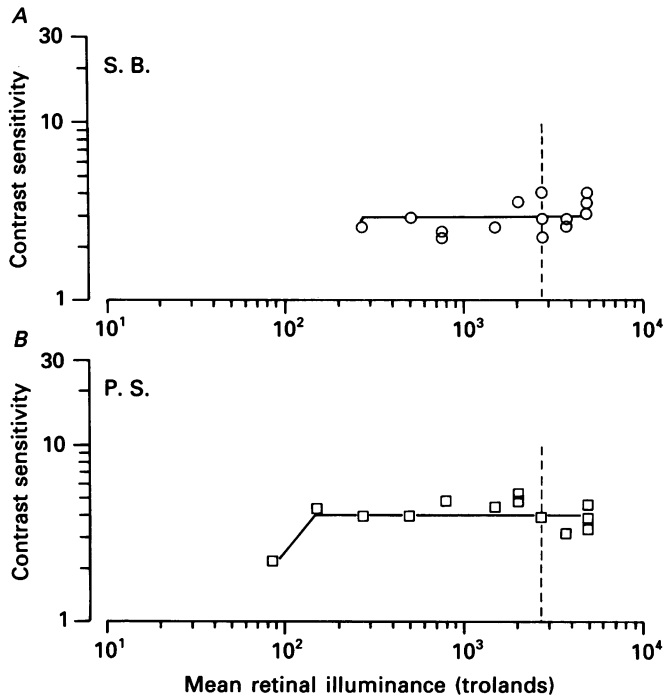 A
30
S. B.
10
Contrast sensitivity
1
10¹ 10² 10³ 10⁴
B
30
P. S.
10
Contrast sensitivity
1
10¹ 10² 10³ 10⁴
Mean retinal illuminance (trolands)